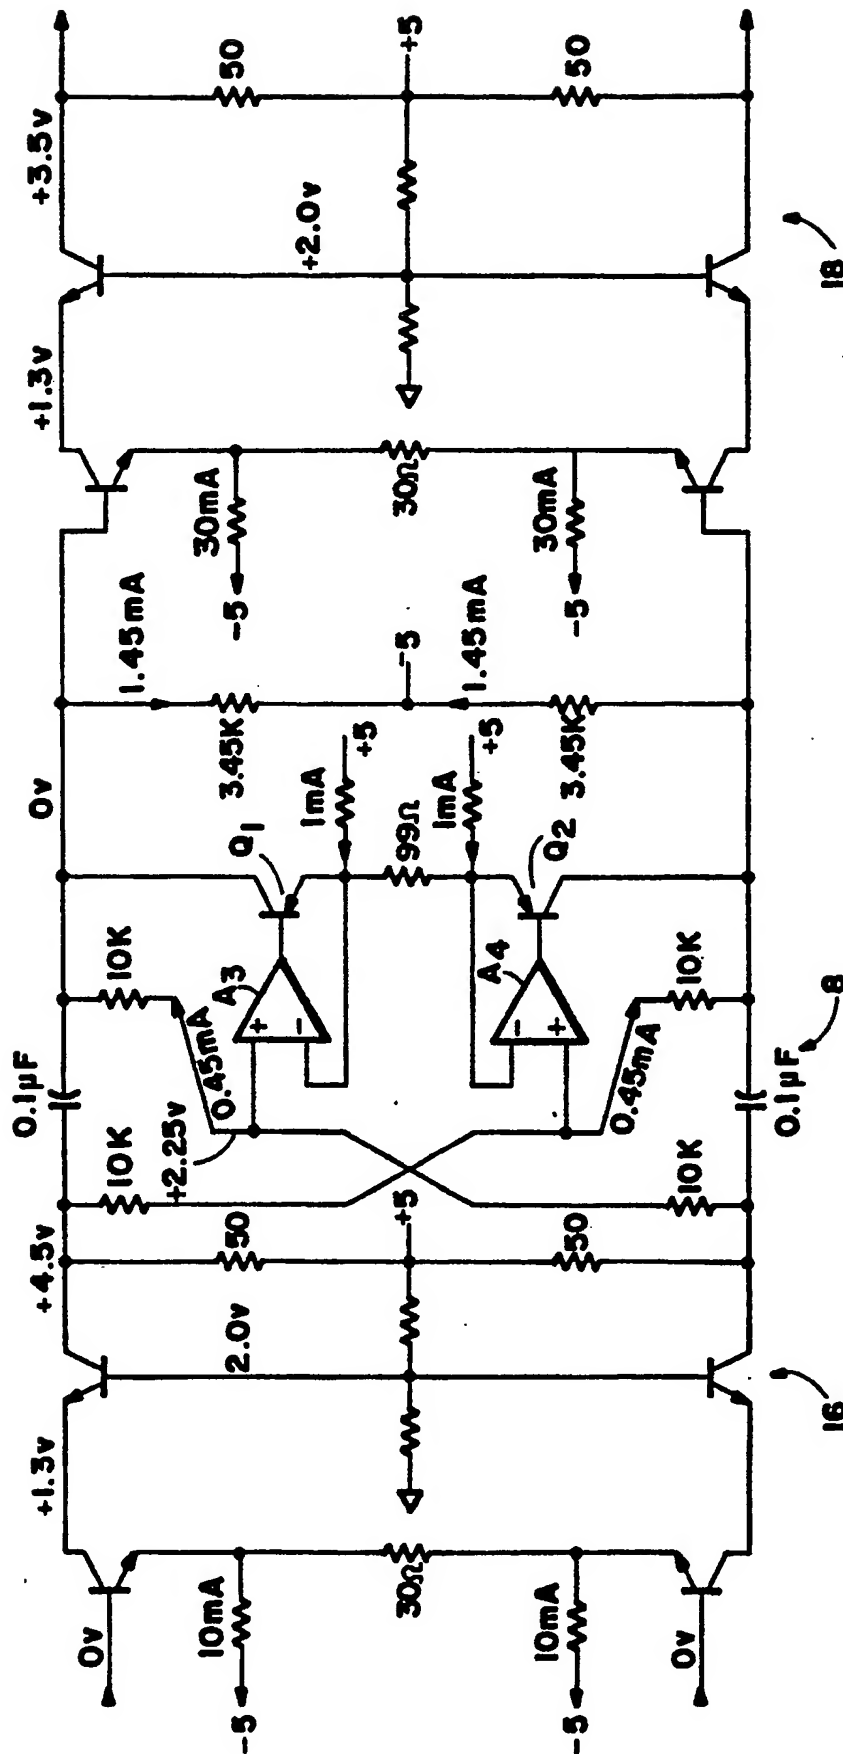 0v
+1.3v
+4.5v
0.1µF
0v
+1.3v
+3.5v
10mA
-5
2.0v
50
10K
+2.25v
0.45mA
10K
A3
Q1
1mA
+5
1.45mA
3.45K
30mA
-5
+2.0v
50
30Ω
+5
99Ω
-5
30Ω
+5
10mA
-5
50
10K
A4
0.45mA
10K
Q2
1mA
+5
1.45mA
3.45K
30mA
-5
50
0v
0.1µF
16
8
18
+
-
-
+